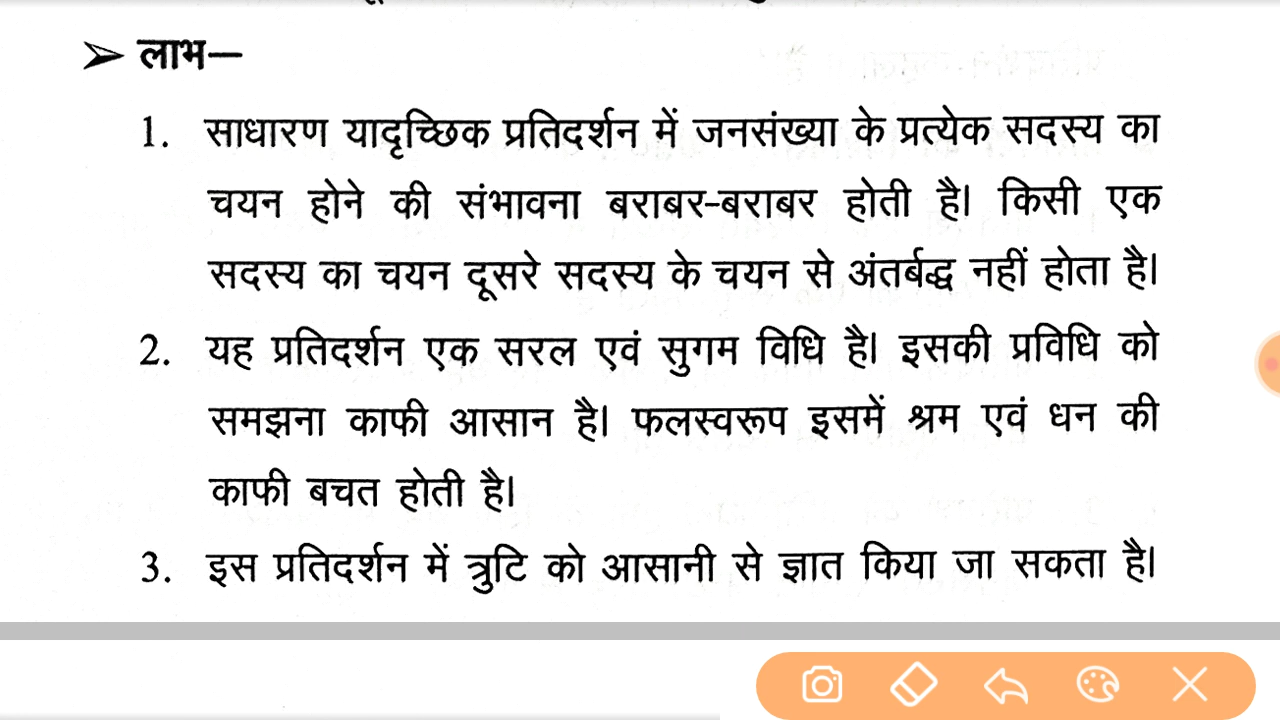 ➢ लाभ—
1. साधारण यादृच्छिक प्रतिदर्शन में जनसंख्या के प्रत्येक सदस्य का
चयन होने की संभावना बराबर-बराबर होती है। किसी एक
सदस्य का चयन दूसरे सदस्य के चयन से अंतर्बद्ध नहीं होता है।
2. यह प्रतिदर्शन एक सरल एवं सुगम विधि है। इसकी प्रविधि को
समझना काफी आसान है। फलस्वरूप इसमें श्रम एवं धन की
काफी बचत होती है।
3. इस प्रतिदर्शन में त्रुटि को आसानी से ज्ञात किया जा सकता है।